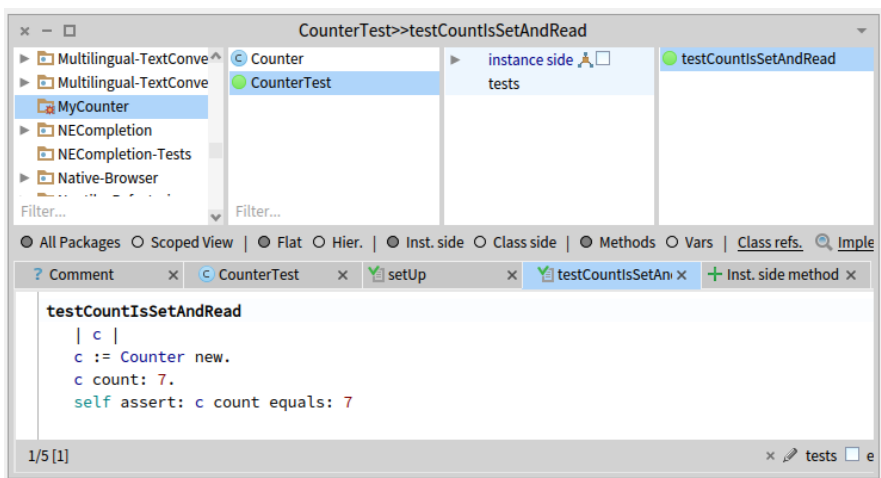 CounterTest>>testCountIsSetAndRead
Multilingual-TextConve
Multilingual-TextConve
MyCounter
NECompletion
NECompletion-Tests
Native-Browser
Filter...
Counter
CounterTest
Filter...
instance side
tests
testCountIsSetAndRead
All Packages Scoped View | Flat Hier. | Inst. side Class side | Methods Vars | Class refs. Imple
? Comment × CounterTest × setUp × testCountIsSetAn × Inst. side method ×
testCountIsSetAndRead
| c |
c := Counter new.
c count: 7.
self assert: c count equals: 7
1/5 [1] × tests e